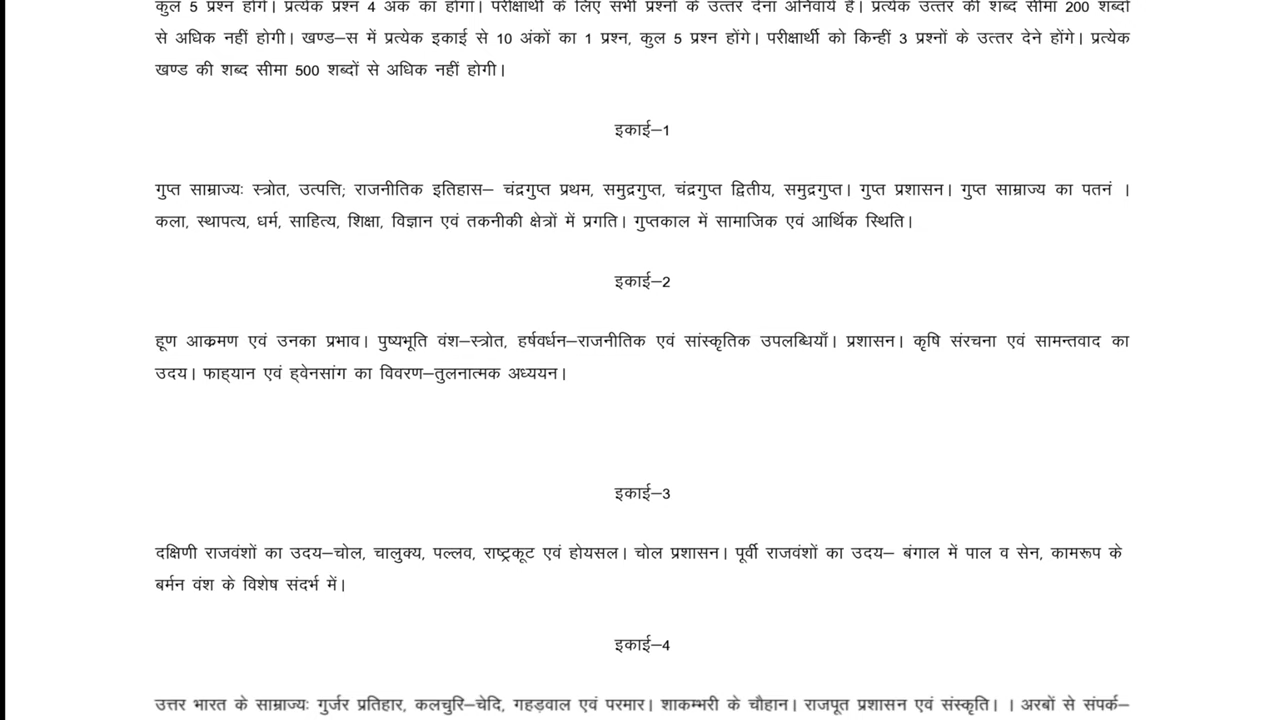 कुल 5 प्रश्न होंगे। प्रत्येक प्रश्न 4 अंक का होगा। परीक्षार्थी के लिए सभी प्रश्नों के उत्तर देना अनिवार्य है। प्रत्येक उत्तर की शब्द सीमा 200 शब्दों
से अधिक नहीं होगी। खण्ड–स में प्रत्येक इकाई से 10 अंकों का 1 प्रश्न, कुल 5 प्रश्न होंगे। परीक्षार्थी को किन्हीं 3 प्रश्नों के उत्तर देने होंगे। प्रत्येक
खण्ड की शब्द सीमा 500 शब्दों से अधिक नहीं होगी।
इकाई–1
गुप्त साम्राज्यः स्त्रोत, उत्पत्ति; राजनीतिक इतिहास– चंद्रगुप्त प्रथम, समुद्रगुप्त, चंद्रगुप्त द्वितीय, समुद्रगुप्त। गुप्त प्रशासन। गुप्त साम्राज्य का पतनं ।
कला, स्थापत्य, धर्म, साहित्य, शिक्षा, विज्ञान एवं तकनीकी क्षेत्रों में प्रगति। गुप्तकाल में सामाजिक एवं आर्थिक स्थिति।
इकाई–2
हूण आक्रमण एवं उनका प्रभाव। पुष्यभूति वंश–स्त्रोत, हर्षवर्धन–राजनीतिक एवं सांस्कृतिक उपलब्धियाँ। प्रशासन। कृषि संरचना एवं सामन्तवाद का
उदय। फाह्यान एवं ह्वेनसांग का विवरण–तुलनात्मक अध्ययन।
इकाई–3
दक्षिणी राजवंशों का उदय–चोल, चालुक्य, पल्लव, राष्ट्रकूट एवं होयसल। चोल प्रशासन। पूर्वी राजवंशों का उदय– बंगाल में पाल व सेन, कामरूप के
बर्मन वंश के विशेष संदर्भ में।
इकाई–4
उत्तर भारत के साम्राज्यः गुर्जर प्रतिहार, कलचुरि–चेदि, गहड़वाल एवं परमार। शाकम्भरी के चौहान। राजपूत प्रशासन एवं संस्कृति। । अरबों से संपर्क–